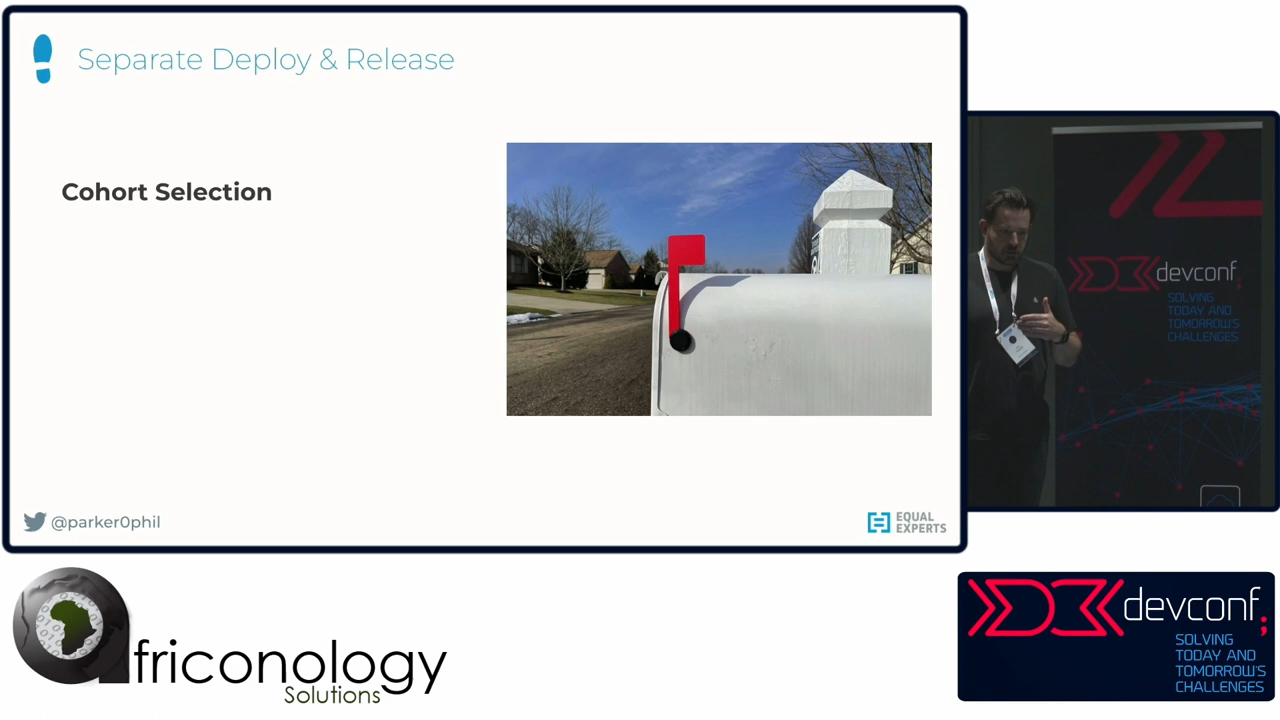 Separate Deploy & Release
Cohort Selection
@parker0phil
EQUAL
EXPERTS
devconf;
SOLVING
TODAY AND
TOMORROW'S
CHALLENGES
africonology
Solutions
devconf;
SOLVING
TODAY AND
TOMORROW'S
CHALLENGES